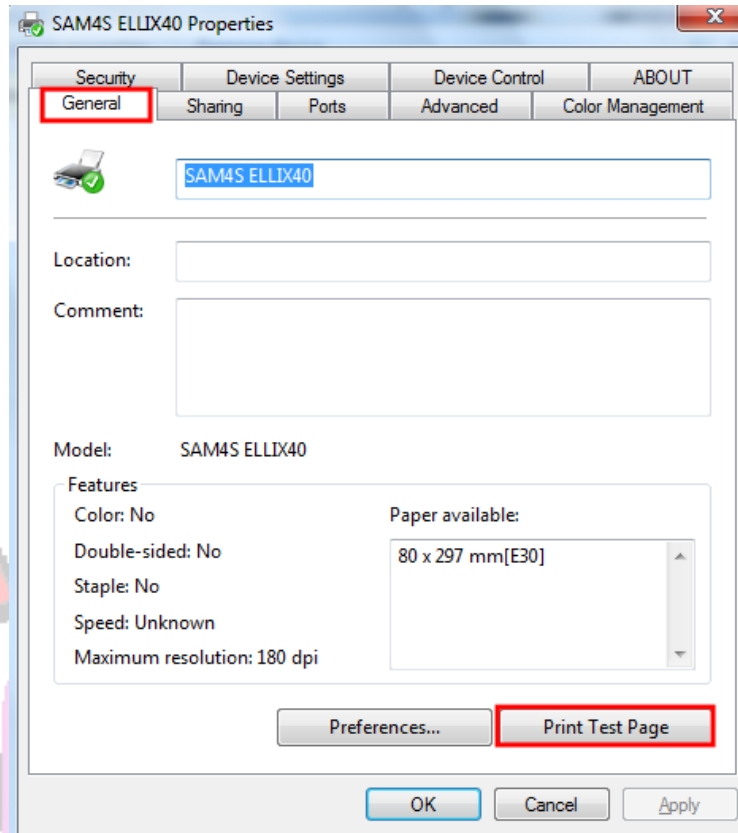 SAM4S ELLIX40 Properties
Security Device Settings Device Control ABOUT
General Sharing Ports Advanced Color Management
SAM4S ELLIX40
Location:
Comment:
Model: SAM4S ELLIX40
Features
Color: No Paper available:
Double-sided: No 80 x 297 mm[E30]
Staple: No
Speed: Unknown
Maximum resolution: 180 dpi
Preferences... Print Test Page
OK Cancel Apply